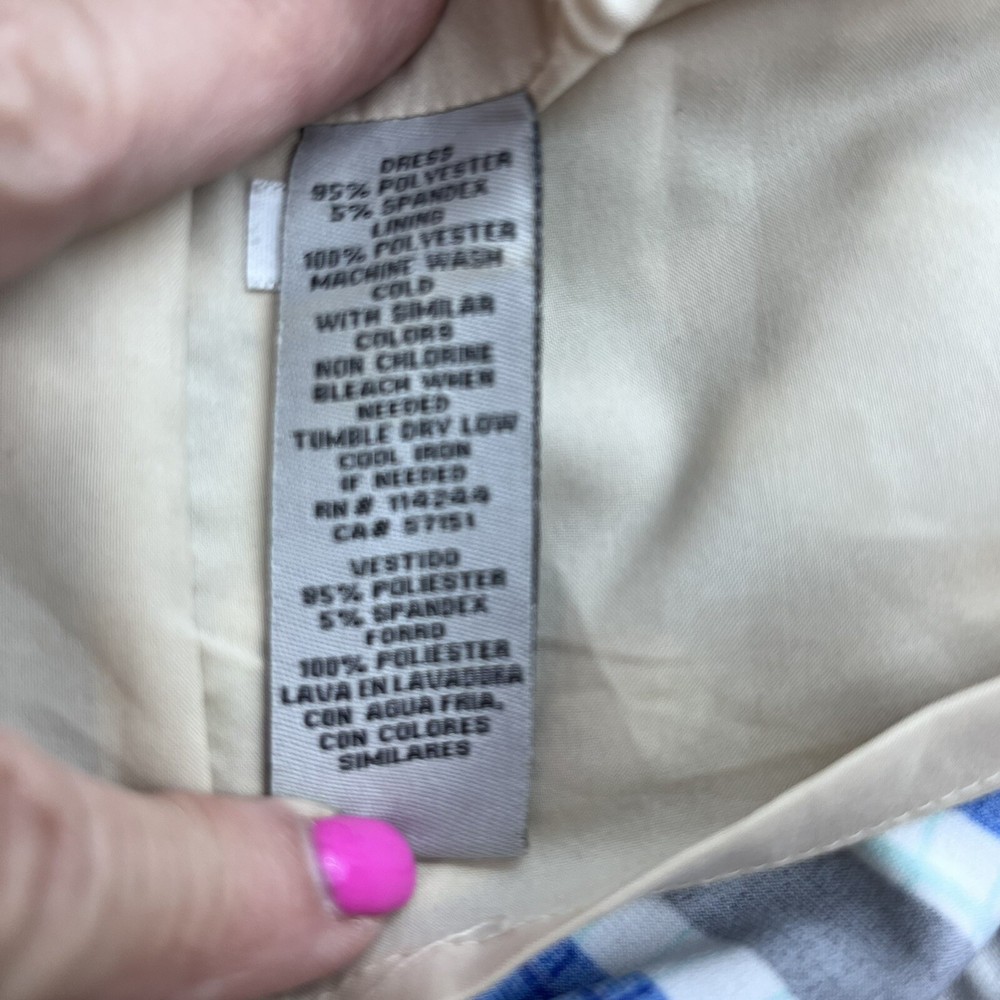 DRESS
95% POLYESTER
5% SPANDEX
LINING
100% POLYESTER
MACHINE WASH
COLD
WITH SIMILAR
COLORS
NON CHLORINE
BLEACH WHEN
NEEDED
TUMBLE DRY LOW
COOL IRON
IF NEEDED
RN# 114244
CA# 57151
VESTIDO
95% POLIESTER
5% SPANDEX
FORRO
100% POLIESTER
LAVA EN LAVADORA
CON AGUA FRIA,
CON COLORES
SIMILARES